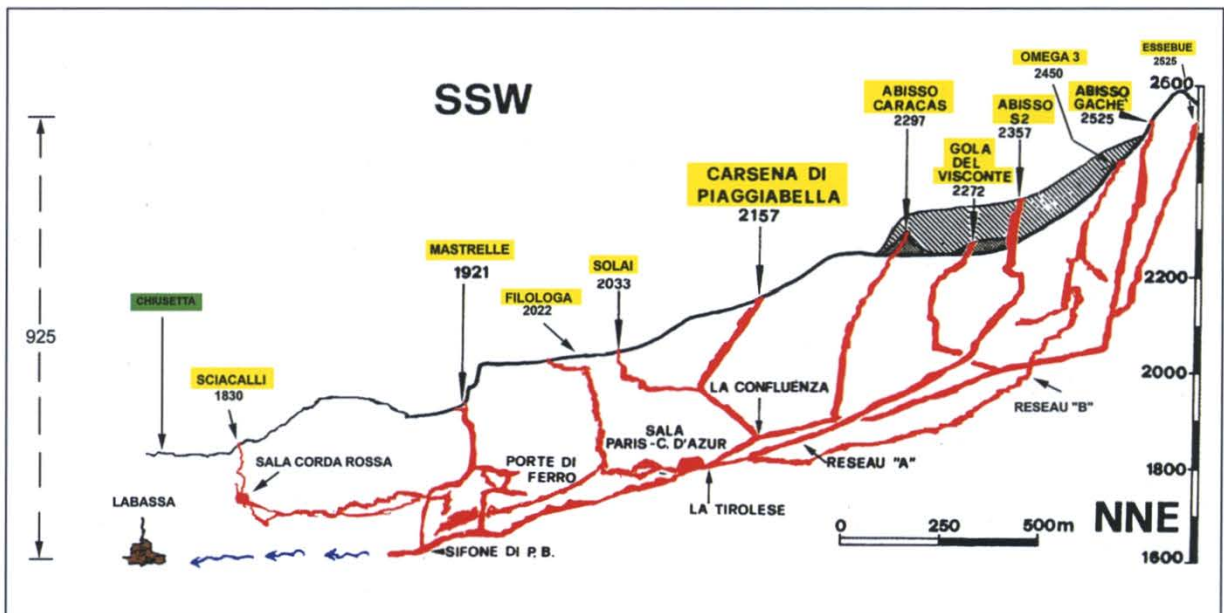 SSW
ESSEBUE
2525
OMEGA 3
2450
2600
ABISSO
GACHÈ
2525
ABISSO
CARACAS
2297
ABISSO
S2
2357
GOLA
DEL
VISCONTE
2272
CARSENA DI
PIAGGIABELLA
2157
MASTRELLE
1921
SOLAI
2033
FILOLOGA
2022
2200
CHIUSETTA
925
SCIACALLI
1830
LA CONFLUENZA
2000
RESEAU "B"
SALA
PARIS-C. D'AZUR
SALA CORDA ROSSA
PORTE DI
FERRO
RESEAU "A"
1800
LABASSA
LA TIROLESE
0 250 500m
NNE
SIFONE DI P.B.
1600